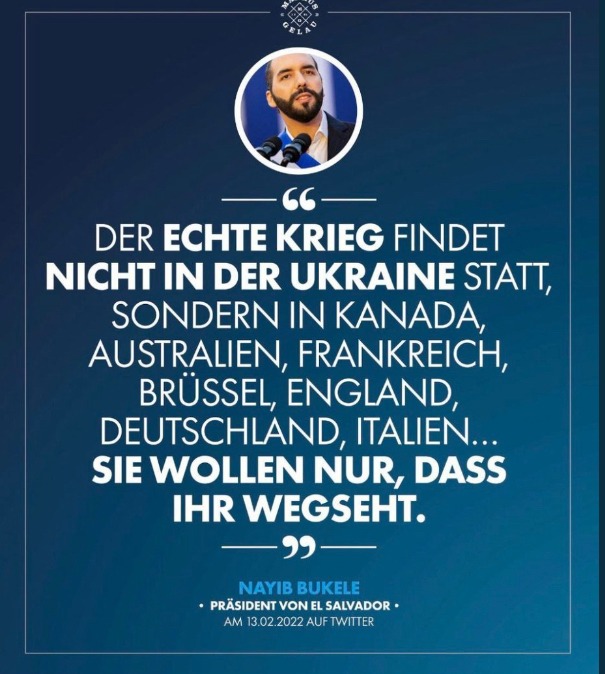 GELAU
“
DER ECHTE KRIEG FINDET
NICHT IN DER UKRAINE STATT,
SONDERN IN KANADA,
AUSTRALIEN, FRANKREICH,
BRÜSSEL, ENGLAND,
DEUTSCHLAND, ITALIEN...
SIE WOLLEN NUR, DASS
IHR WEGSEHT.
”
NAYIB BUKELE
• PRÄSIDENT VON EL SALVADOR •
AM 13.02.2022 AUF TWITTER